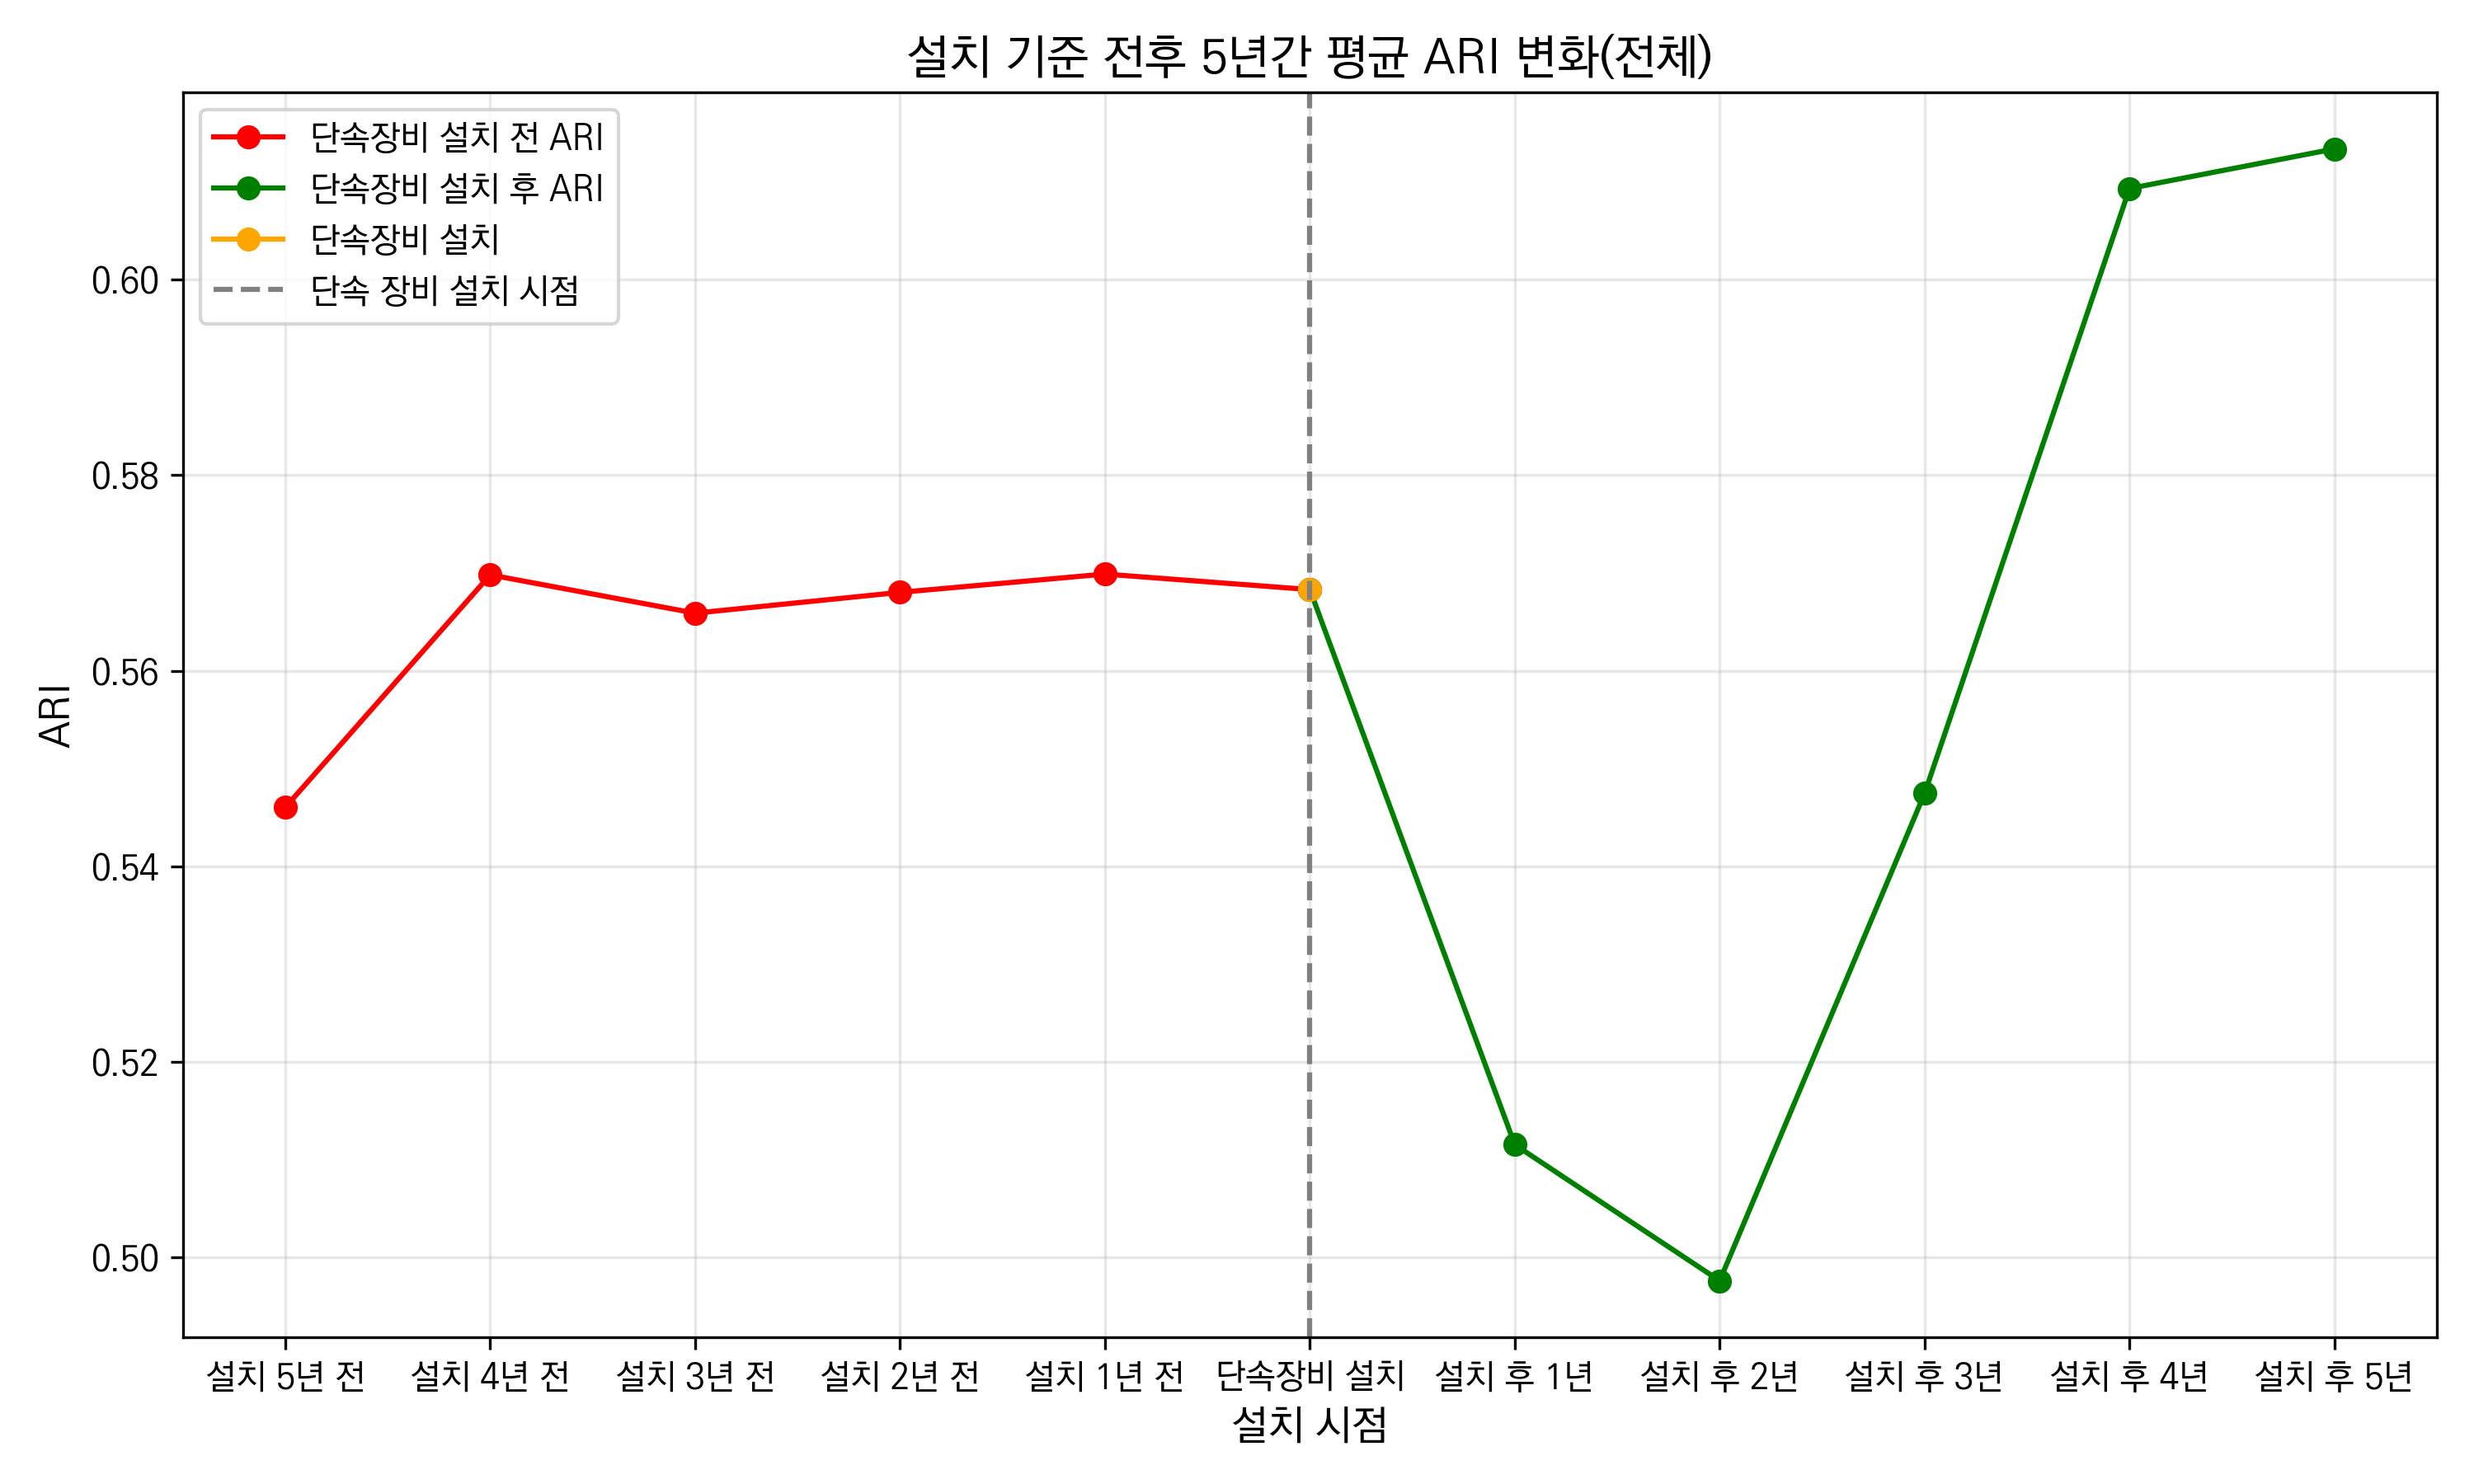 설치 기준 전후 5년간 평균 ARI 변화(전체)
단속장비 설치 전 ARI
단속장비 설치 후 ARI
단속장비 설치
단속 장비 설치 시점
0.60
0.58
0.56
0.54
0.52
0.50
ARI
설치 5년 전
설치 4년 전
설치 3년 전
설치 2년 전
설치 1년 전
단속장비 설치
설치 후 1년
설치 후 2년
설치 후 3년
설치 후 4년
설치 후 5년
설치 시점